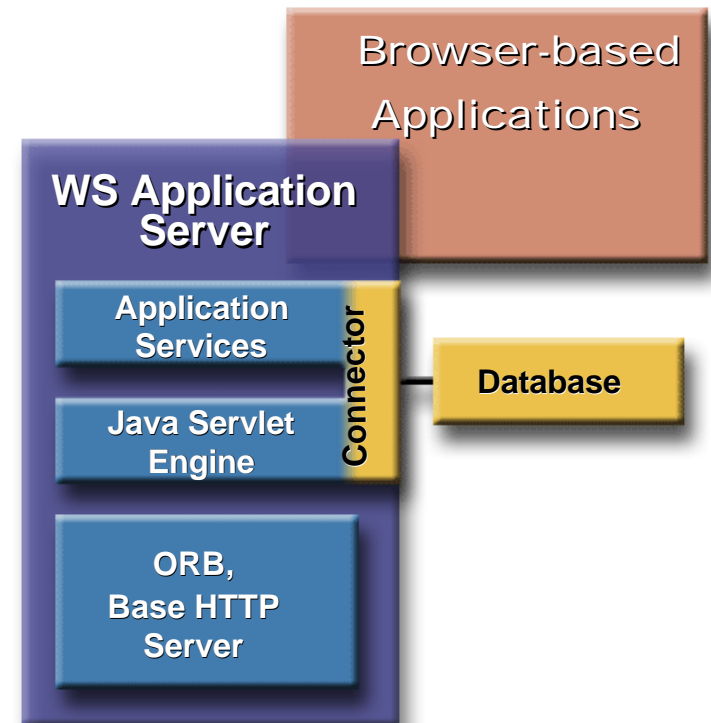 Browser-based
Applications
WS Application
Server
Application
Services
Connector
Java Servlet
Engine
Database
ORB,
Base HTTP
Server